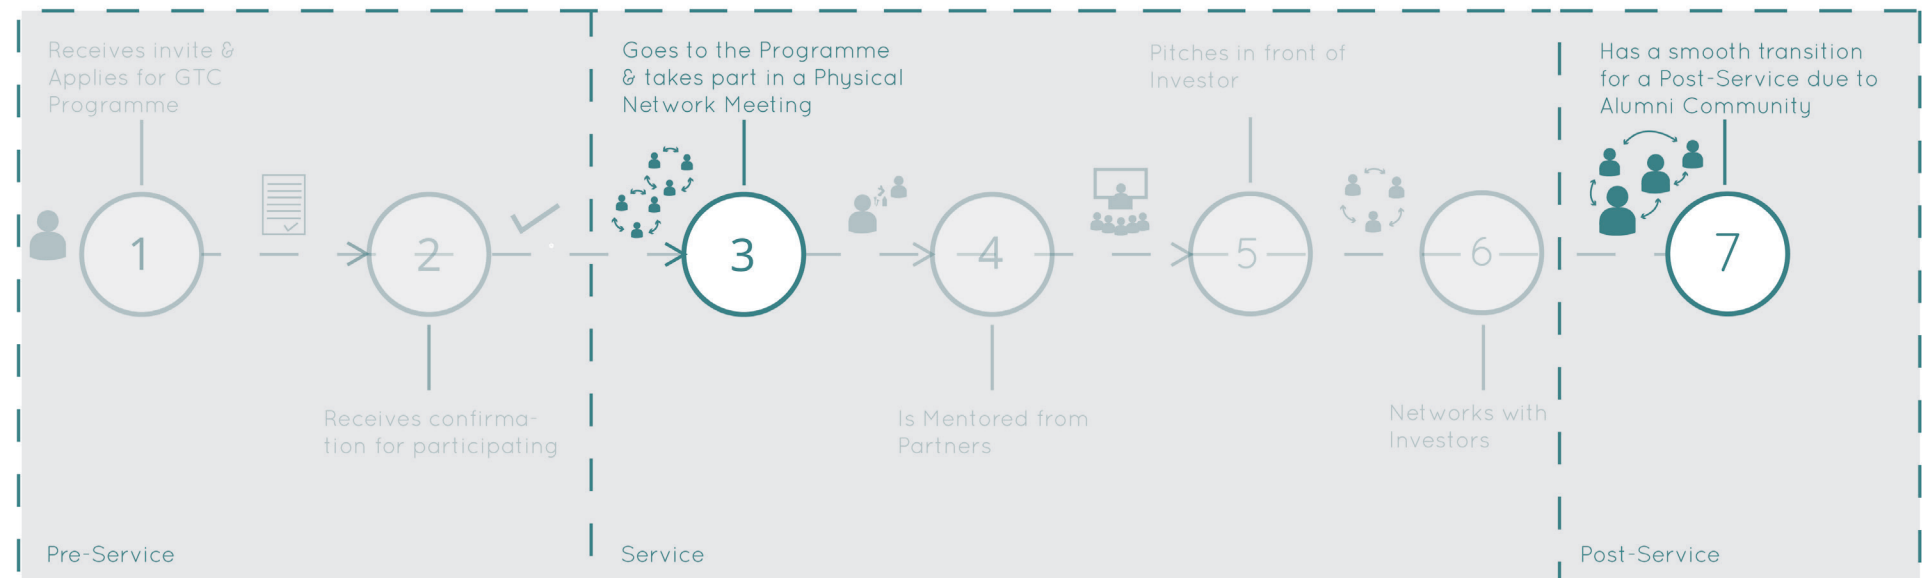 Receives invite &
Applies for GTC
Programme
Goes to the Programme
& takes part in a Physical
Network Meeting
Pitches in front of
Investor
Has a smooth transition
for a Post-Service due to
Alumni Community
1
2
3
4
5
6
7
Receives confirma-
tion for participating
Is Mentored from
Partners
Networks with
Investors
Pre-Service
Service
Post-Service